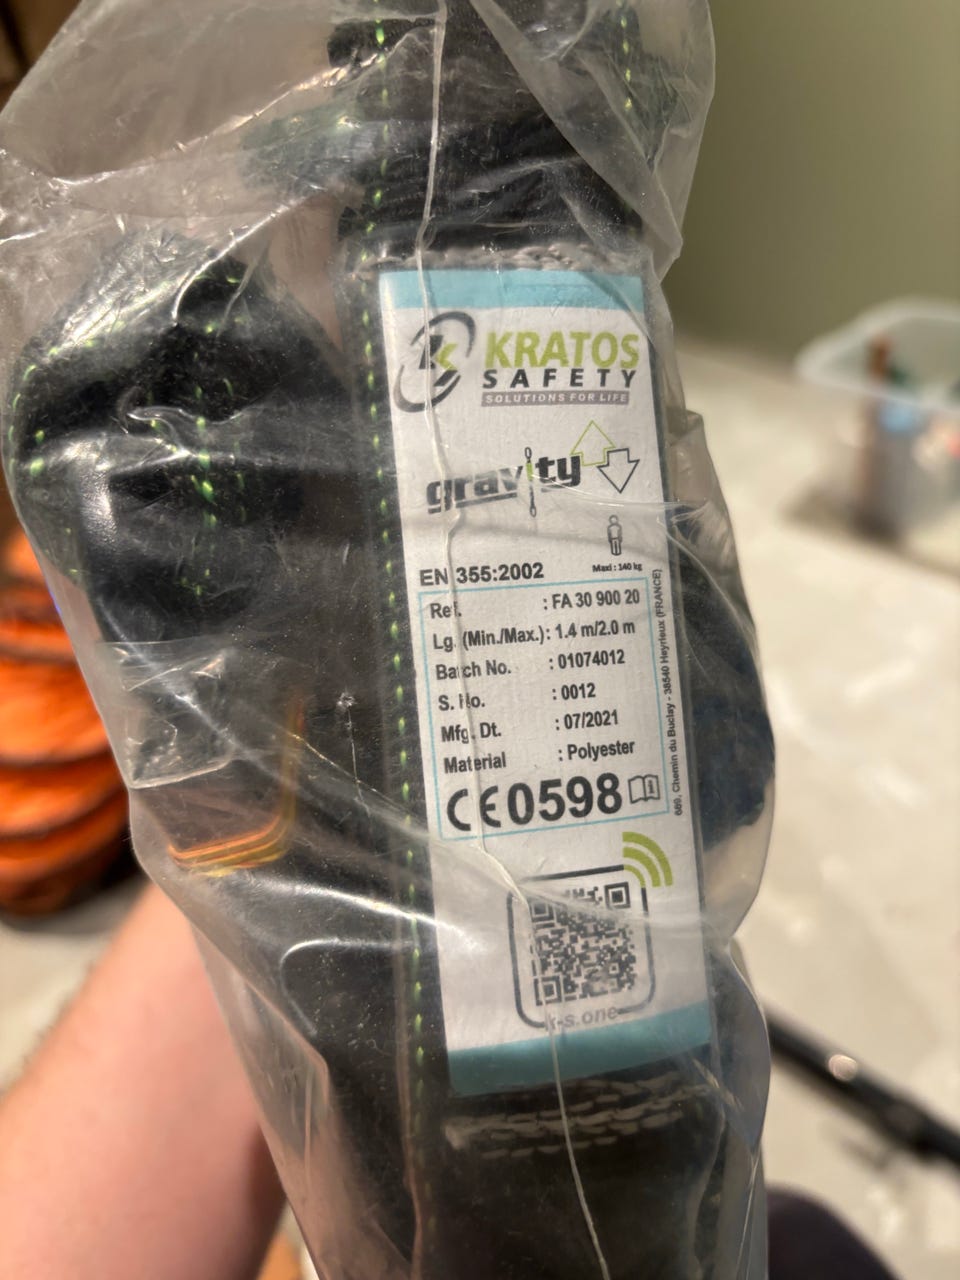 KRATOS
SAFETY
SOLUTIONS FOR LIFE
gravity
Maxi : 140 kg
EN 355:2002
Ref. : FA 30 900 20
Lg. (Min./Max.) : 1.4 m/2.0 m
Batch No. : 01074012
S. No. : 0012
Mfg. Dt. : 07/2021
Material : Polyester
CE0598
689, Chemin du Buclay - 38540 Heyrieux (FRANCE)
k-s.one